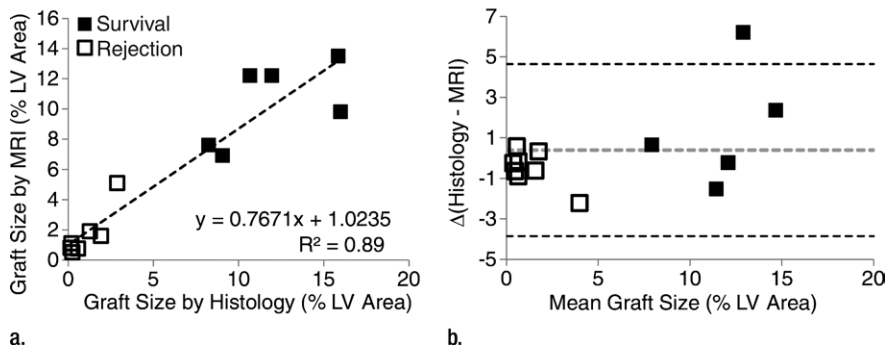 Graft Size by MRI (% LV Area)
16
14
12
10
8
6
4
2
0
Survival
Rejection
y = 0.7671x + 1.0235
R² = 0.89
0 5 10 15 20
Graft Size by Histology (% LV Area)
a.
Δ(Histology - MRI)
7
5
3
1
-1
-3
-5
0 5 10 15 20
Mean Graft Size (% LV Area)
b.